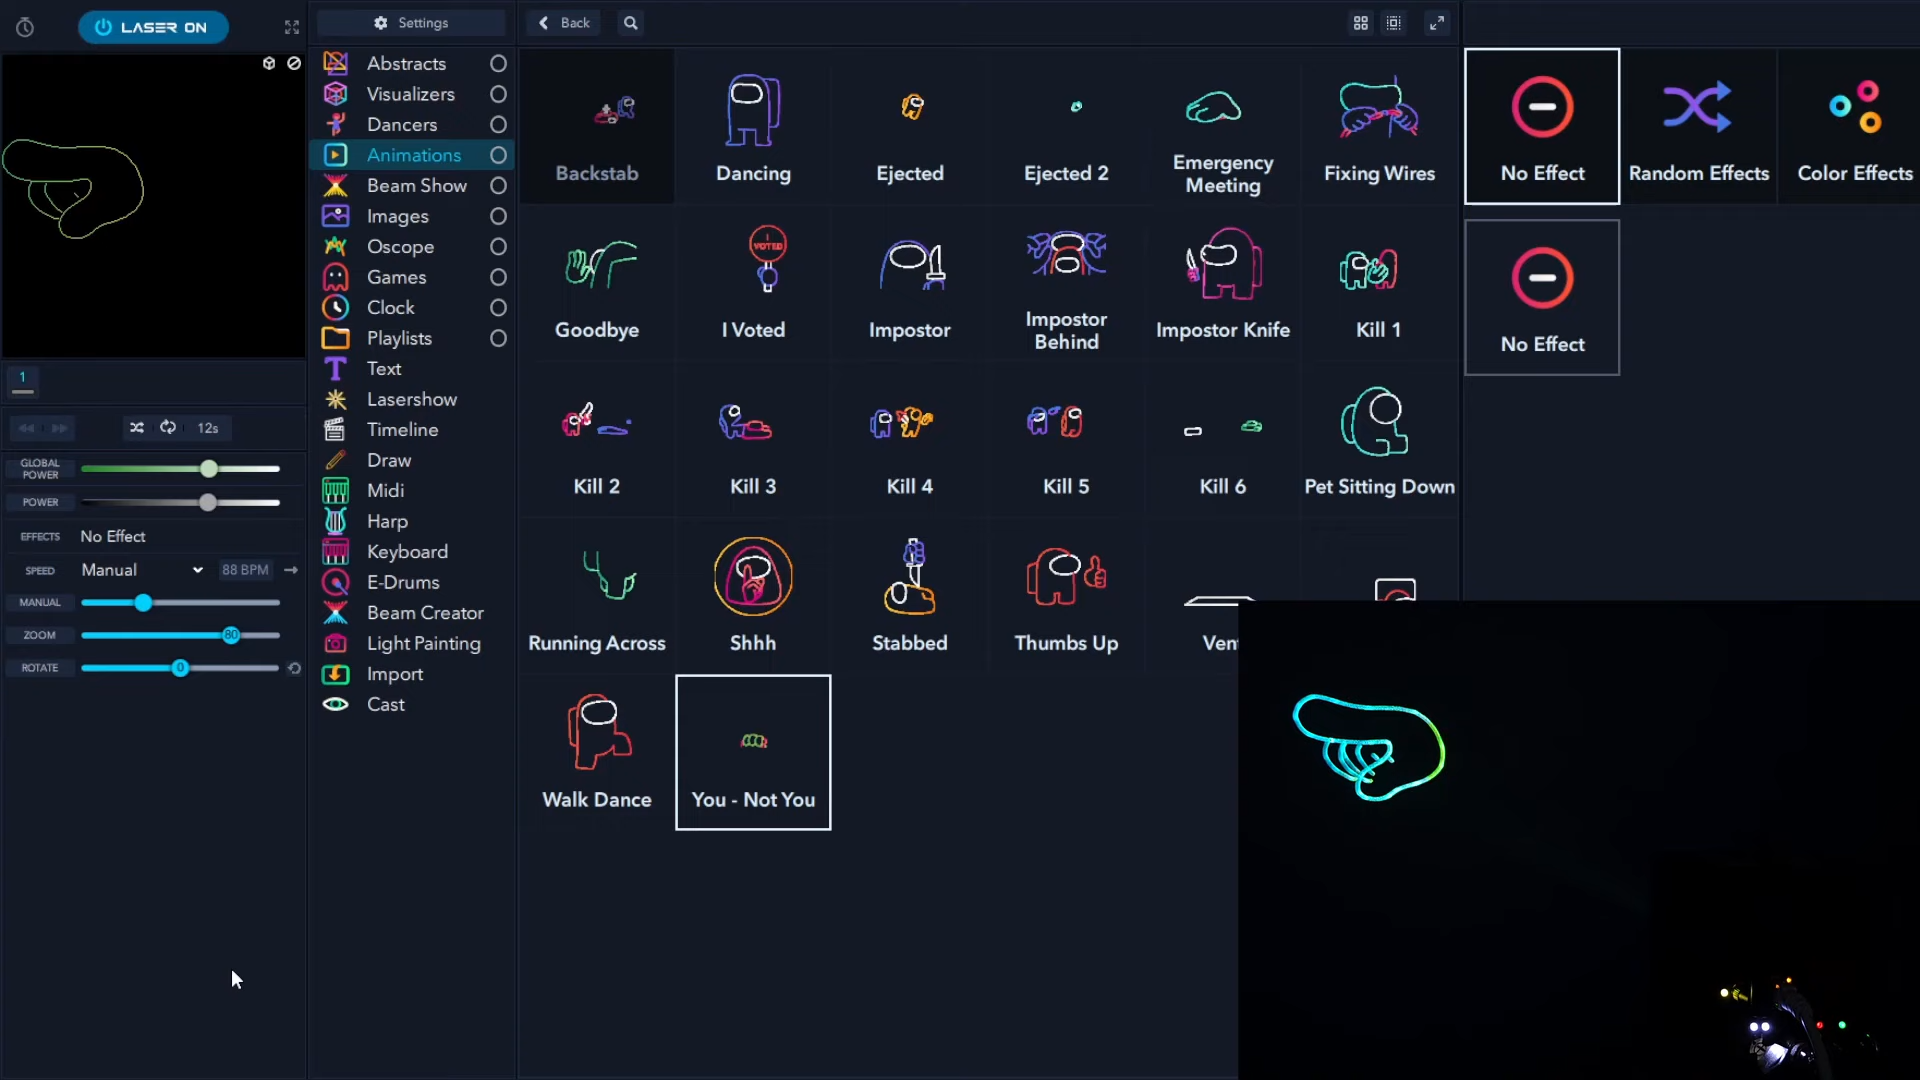 LASER ON
1
12s
GLOBAL
POWER
POWER
EFFECTS No Effect
SPEED Manual 88 BPM
MANUAL
ZOOM 80
ROTATE 0
Settings
Abstracts
Visualizers
Dancers
Animations
Beam Show
Images
Oscope
Games
Clock
Playlists
Text
Lasershow
Timeline
Draw
Midi
Harp
Keyboard
E-Drums
Beam Creator
Light Painting
Import
Cast
Back
Backstab
Dancing
Ejected
Ejected 2
Emergency
Meeting
Fixing Wires
Goodbye
I
VOTED
I Voted
Impostor
Impostor
Behind
Impostor Knife
Kill 1
Kill 2
Kill 3
Kill 4
Kill 5
Kill 6
Pet Sitting Down
Running Across
Shhh
Stabbed
Thumbs Up
Vent
Walk Dance
You - Not You
No Effect
Random Effects
Color Effects
No Effect